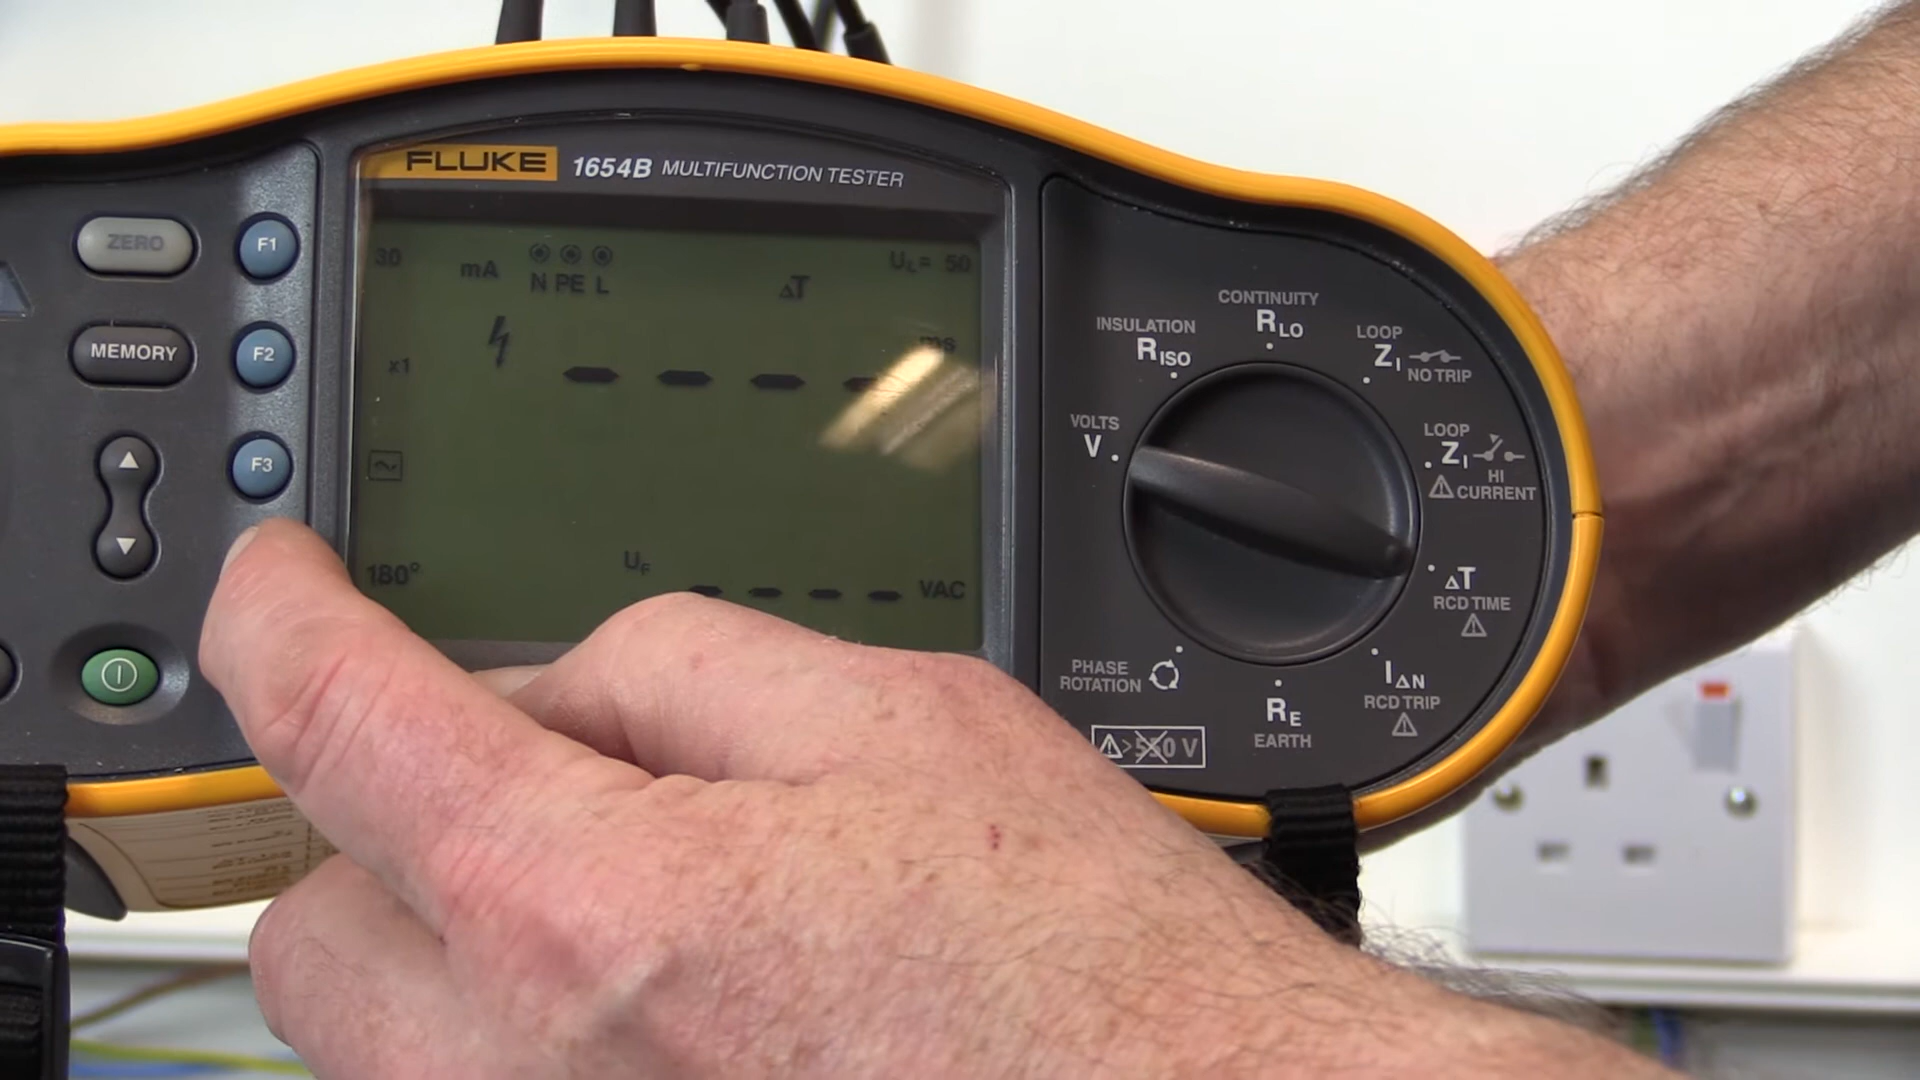 FLUKE 1654B MULTIFUNCTION TESTER
ZERO
F1
MEMORY
F2
F3
30 mA N PE L ΔT UL= 50
x1 ms
180° UF VAC
VOLTS
V
INSULATION
RISO
CONTINUITY
RLO
LOOP
ZI
NO TRIP
LOOP
ZI
HI
CURRENT
ΔT
RCD TIME
IΔN
RCD TRIP
RE
EARTH
PHASE
ROTATION
>550 V